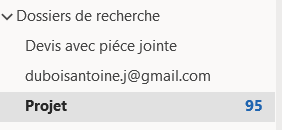 Dossiers de recherche
Devis avec piéce jointe
duboisantoine.j@gmail.com
Projet 95